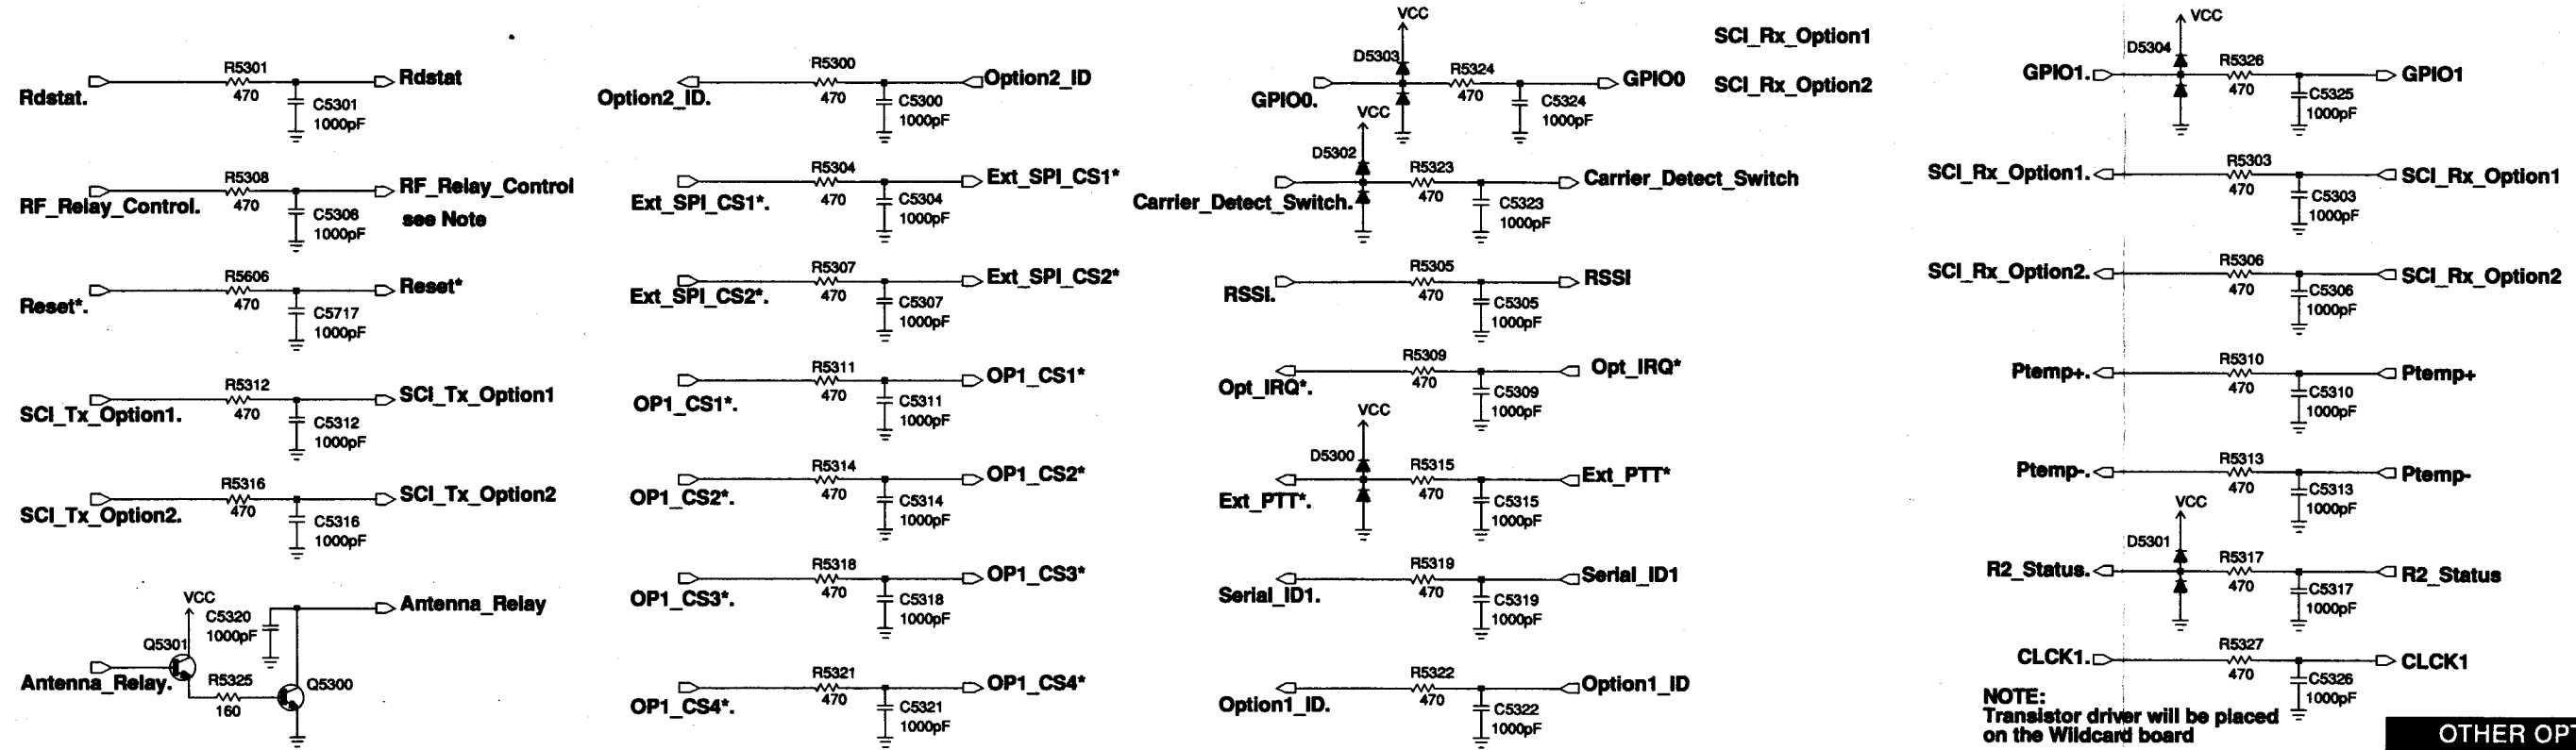 R5301
Rdstat.
470
Rdstat
C5301
1000pF
R5308
RF_Relay_Control.
470
RF_Relay_Control
see Note
C5308
1000pF
R5606
Reset*.
470
Reset*
C5717
1000pF
R5312
SCI_Tx_Option1.
470
SCI_Tx_Option1
C5312
1000pF
R5316
SCI_Tx_Option2.
470
SCI_Tx_Option2
C5316
1000pF
VCC
C5320
1000pF
Antenna_Relay
Q5301
Antenna_Relay.
R5325
160
Q5300
R5300
Option2_ID.
470
Option2_ID
C5300
1000pF
R5304
Ext_SPI_CS1*.
470
Ext_SPI_CS1*
C5304
1000pF
R5307
Ext_SPI_CS2*.
470
Ext_SPI_CS2*
C5307
1000pF
R5311
OP1_CS1*.
470
OP1_CS1*
C5311
1000pF
R5314
OP1_CS2*.
470
OP1_CS2*
C5314
1000pF
R5318
OP1_CS3*.
470
OP1_CS3*
C5318
1000pF
R5321
OP1_CS4*.
470
OP1_CS4*
C5321
1000pF
VCC
D5303
R5324
GPIO0.
470
GPIO0
C5324
1000pF
SCI_Rx_Option1
SCI_Rx_Option2
VCC
D5302
R5323
Carrier_Detect_Switch.
470
Carrier_Detect_Switch
C5323
1000pF
R5305
RSSI.
470
RSSI
C5305
1000pF
R5309
Opt_IRQ*.
470
Opt_IRQ*
C5309
1000pF
VCC
D5300
R5315
Ext_PTT*.
470
Ext_PTT*
C5315
1000pF
R5319
Serial_ID1.
470
Serial_ID1
C5319
1000pF
R5322
Option1_ID.
470
Option1_ID
C5322
1000pF
VCC
D5304
R5326
GPIO1.
470
GPIO1
C5325
1000pF
R5303
SCI_Rx_Option1.
470
SCI_Rx_Option1
C5303
1000pF
R5306
SCI_Rx_Option2.
470
SCI_Rx_Option2
C5306
1000pF
R5310
Ptemp+.
470
Ptemp+
C5310
1000pF
R5313
Ptemp-.
470
Ptemp-
C5313
1000pF
VCC
D5301
R5317
R2_Status.
470
R2_Status
C5317
1000pF
R5327
CLCK1.
470
CLCK1
C5326
1000pF
NOTE:
Transistor driver will be placed
on the Wildcard board
OTHER OPT